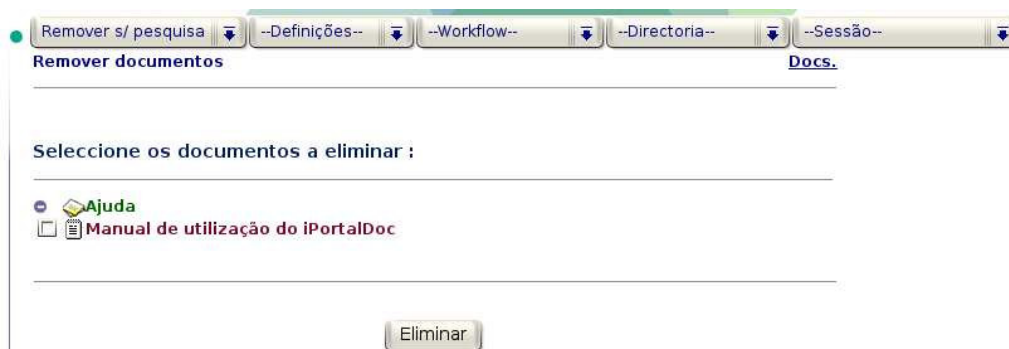 Remover s/ pesquisa --Definições-- --Workflow-- --Directoria-- --Sessão--
Remover documentos Docs.
Seleccione os documentos a eliminar :
Ajuda
Manual de utilização do iPortalDoc
Eliminar